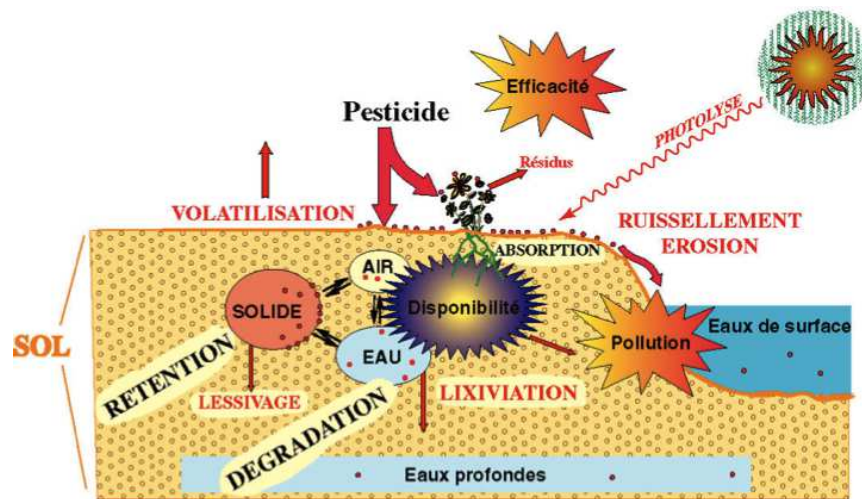 Efficacité
Pesticide
PHOTOLYSE
Résidus
VOLATILISATION
RUISSELLEMENT
EROSION
ABSORPTION
AIR
SOLIDE
Disponibilité
EAU
SOL
Pollution
Eaux de surface
RETENTION
LESSIVAGE
LIXIVIATION
DEGRADATION
Eaux profondes